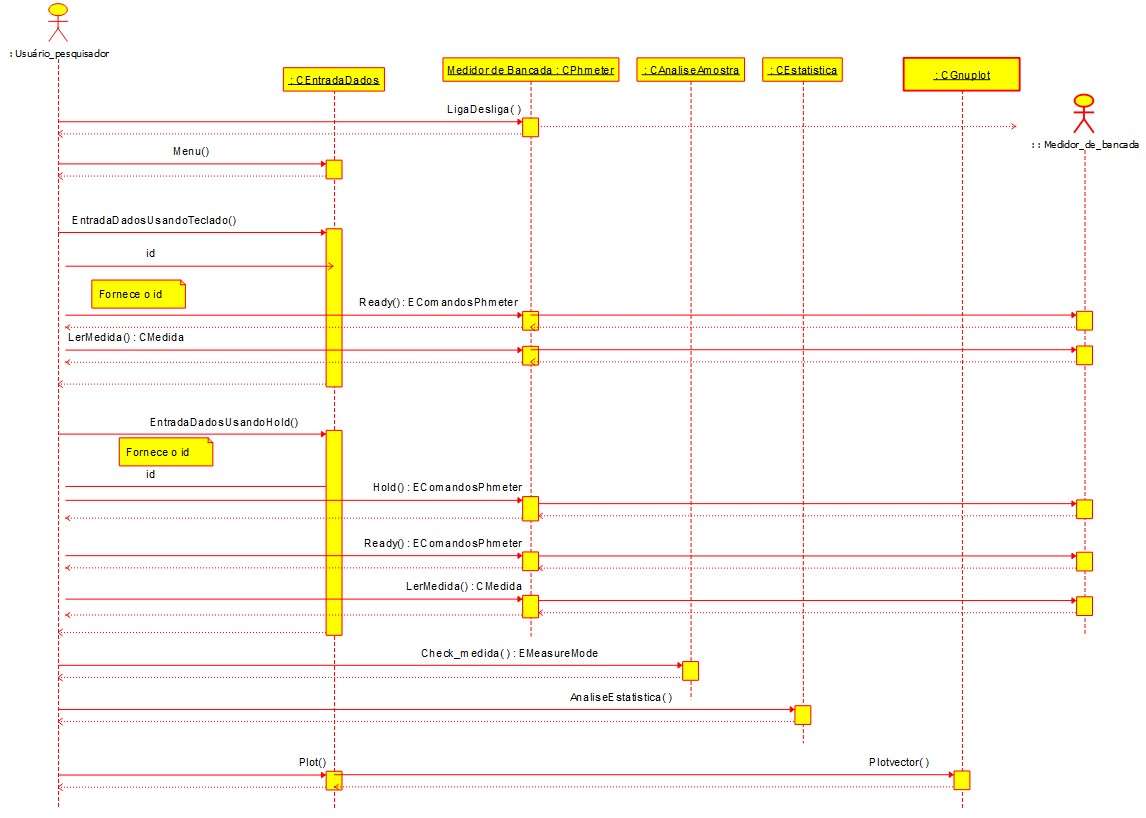 : Usuário_pesquisador
: CEntradaDados
Medidor de Bancada : CPhmeter
: CAnaliseAmostra
: CEstatistica
: CGnuplot
: : Medidor_de_bancada
LigaDesliga( )
Menu()
EntradaDadosUsandoTeclado()
id
Fornece o id
Ready() : EComandosPhmeter
LerMedida() : CMedida
EntradaDadosUsandoHold()
Fornece o id
id
Hold() : EComandosPhmeter
Ready() : EComandosPhmeter
LerMedida() : CMedida
Check_medida( ) : EMeasureMode
AnaliseEstatistica( )
Plot()
Plotvector( )